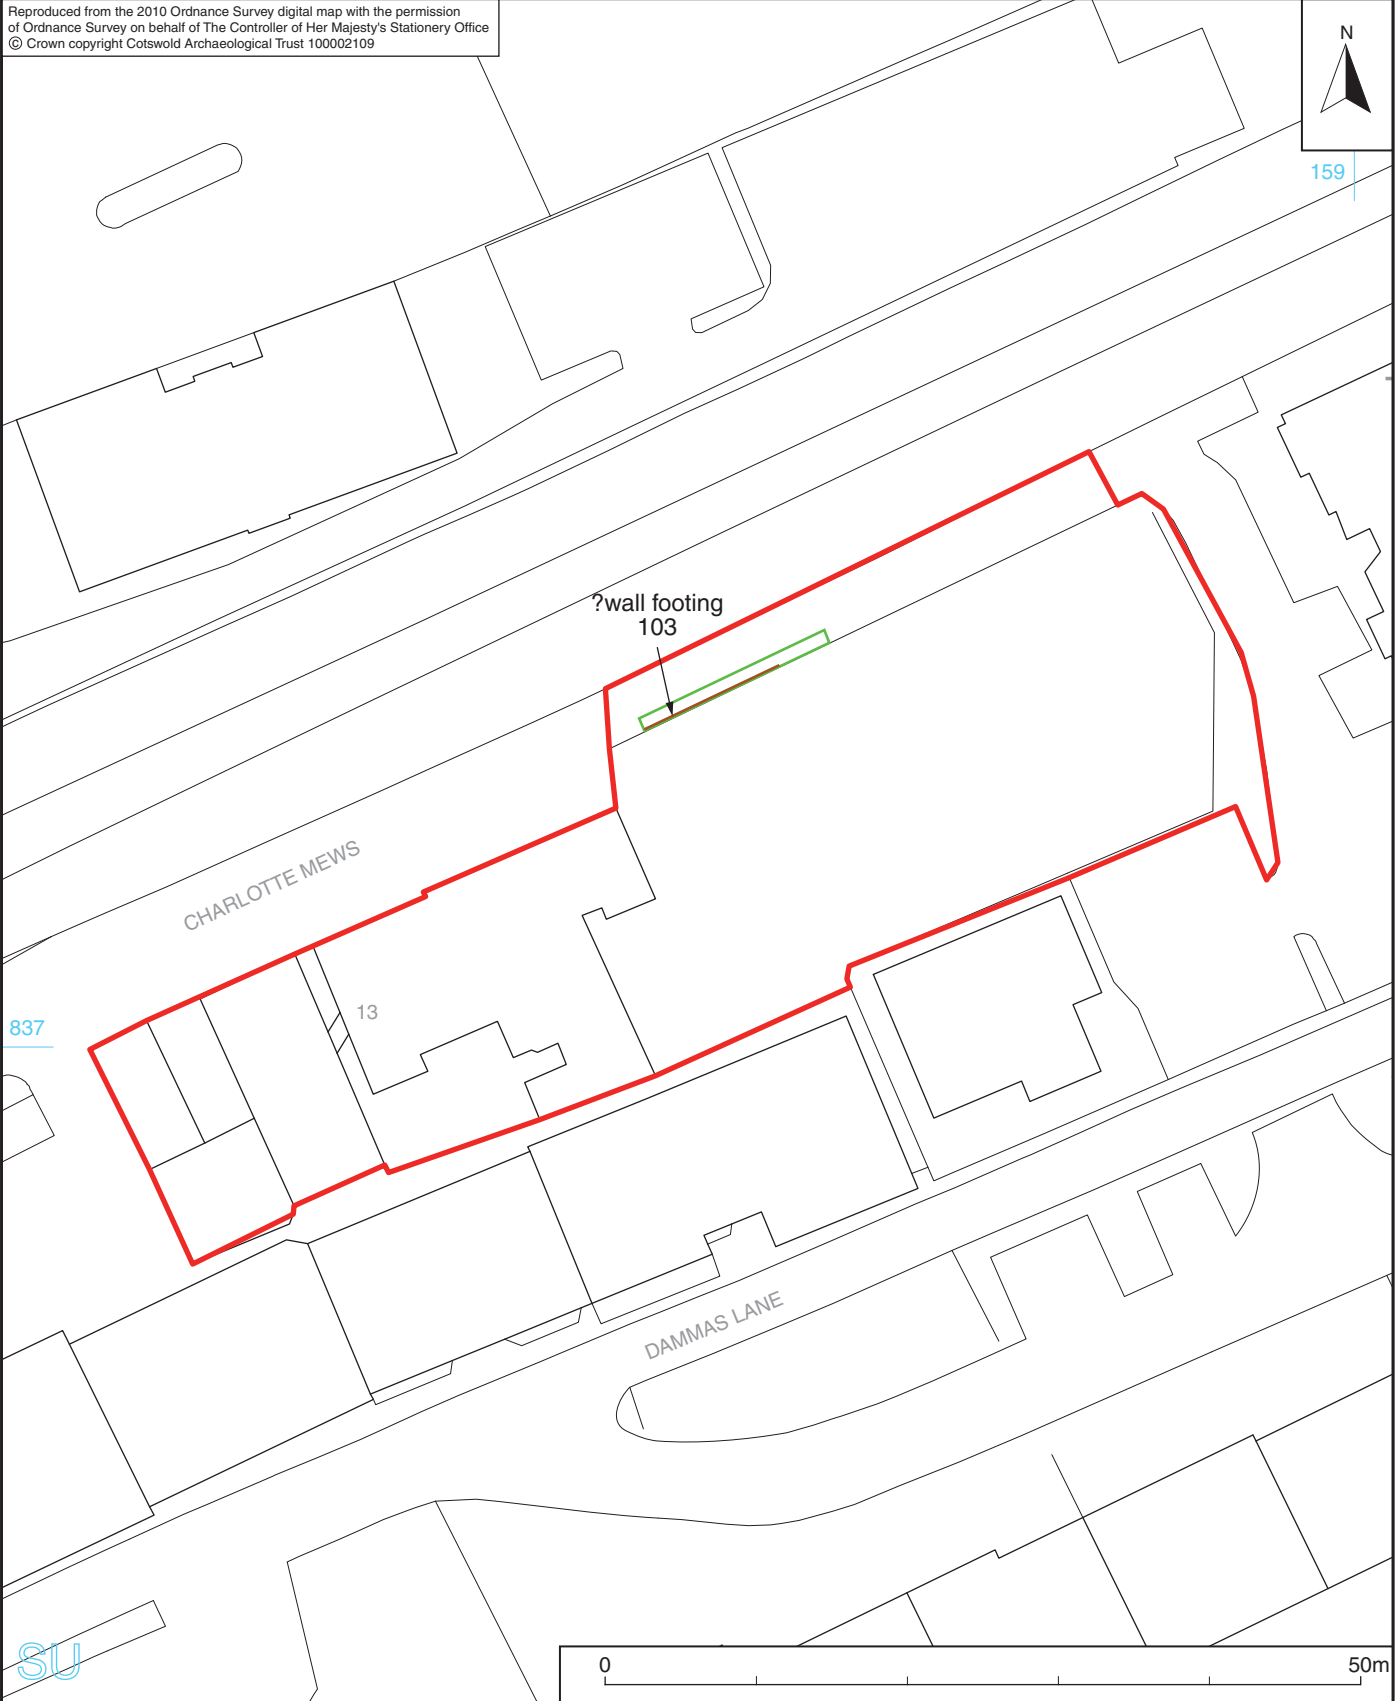 Reproduced from the 2010 Ordnance Survey digital map with the permission
of Ordnance Survey on behalf of The Controller of Her Majesty's Stationery Office
© Crown copyright Cotswold Archaeological Trust 100002109
N
159
?wall footing
103
CHARLOTTE MEWS
13
837
DAMMAS LANE
SU
0
50m